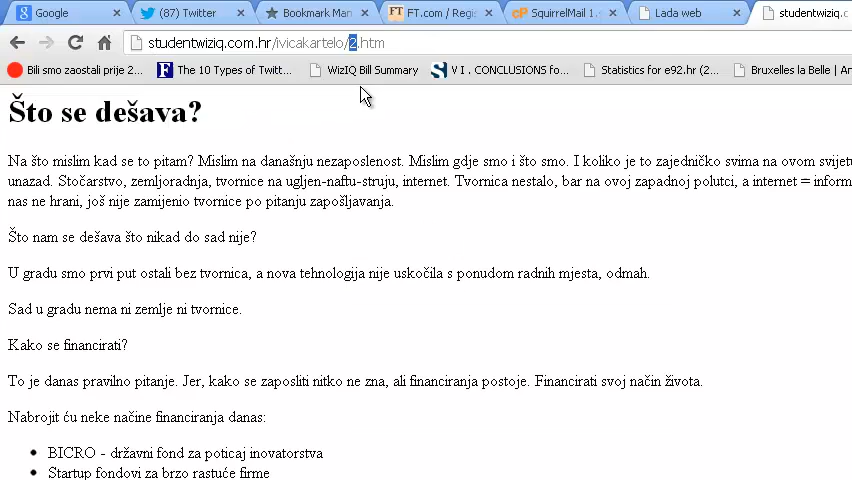 Google
(87) Twitter
Bookmark Man
FT.com / Regis
SquirrelMail 1.
Lada web
studentwiziq.c
studentwiziq.com.hr/ivicakartelo/2.htm
Bili smo zaostali prije 2...
The 10 Types of Twitt...
WizIQ Bill Summary
V I . CONCLUSIONS fo...
Statistics for e92.hr (2...
Bruxelles la Belle | An
Što se dešava?
Na što mislim kad se to pitam? Mislim na današnju nezaposlenost. Mislim gdje smo i što smo. I koliko je to zajedničko svima na ovom svijetu
unazad. Stočarstvo, zemljoradnja, tvornice na ugljen-naftu-struju, internet. Tvornica nestalo, bar na ovoj zapadnoj polutci, a internet = inform
nas ne hrani, još nije zamijenio tvornice po pitanju zapošljavanja.
Što nam se dešava što nikad do sad nije?
U gradu smo prvi put ostali bez tvornica, a nova tehnologija nije uskočila s ponudom radnih mjesta, odmah.
Sad u gradu nema ni zemlje ni tvornice.
Kako se financirati?
To je danas pravilno pitanje. Jer, kako se zaposliti nitko ne zna, ali financiranja postoje. Financirati svoj način života.
Nabrojit ću neke načine financiranja danas:
BICRO - državni fond za poticaj inovatorstva
Startup fondovi za brzo rastuće firme